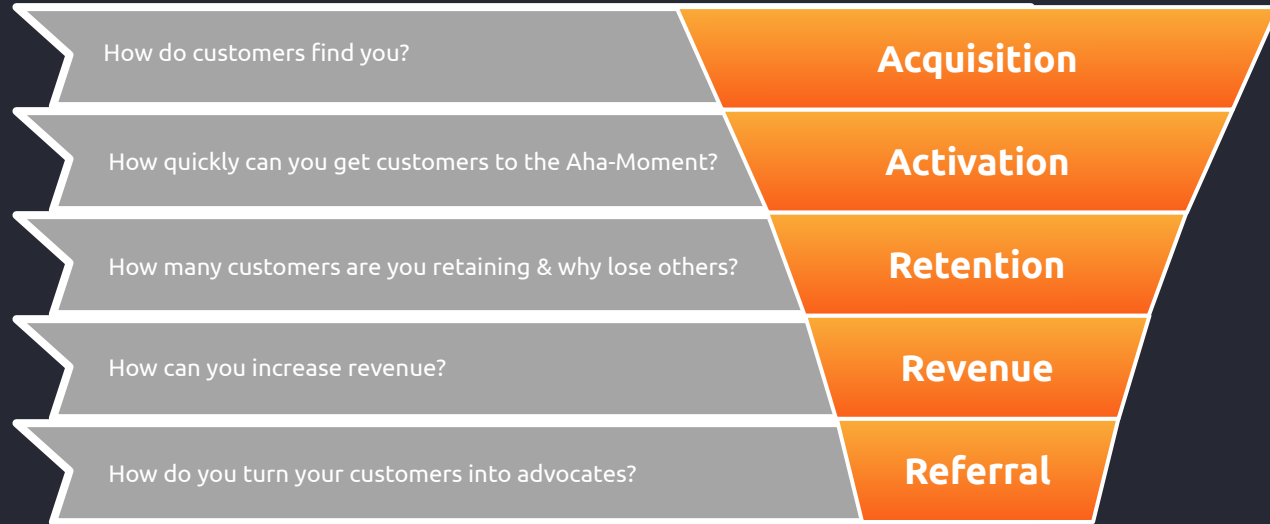 How do customers find you?
Acquisition
How quickly can you get customers to the Aha-Moment?
Activation
How many customers are you retaining & why lose others?
Retention
How can you increase revenue?
Revenue
How do you turn your customers into advocates?
Referral